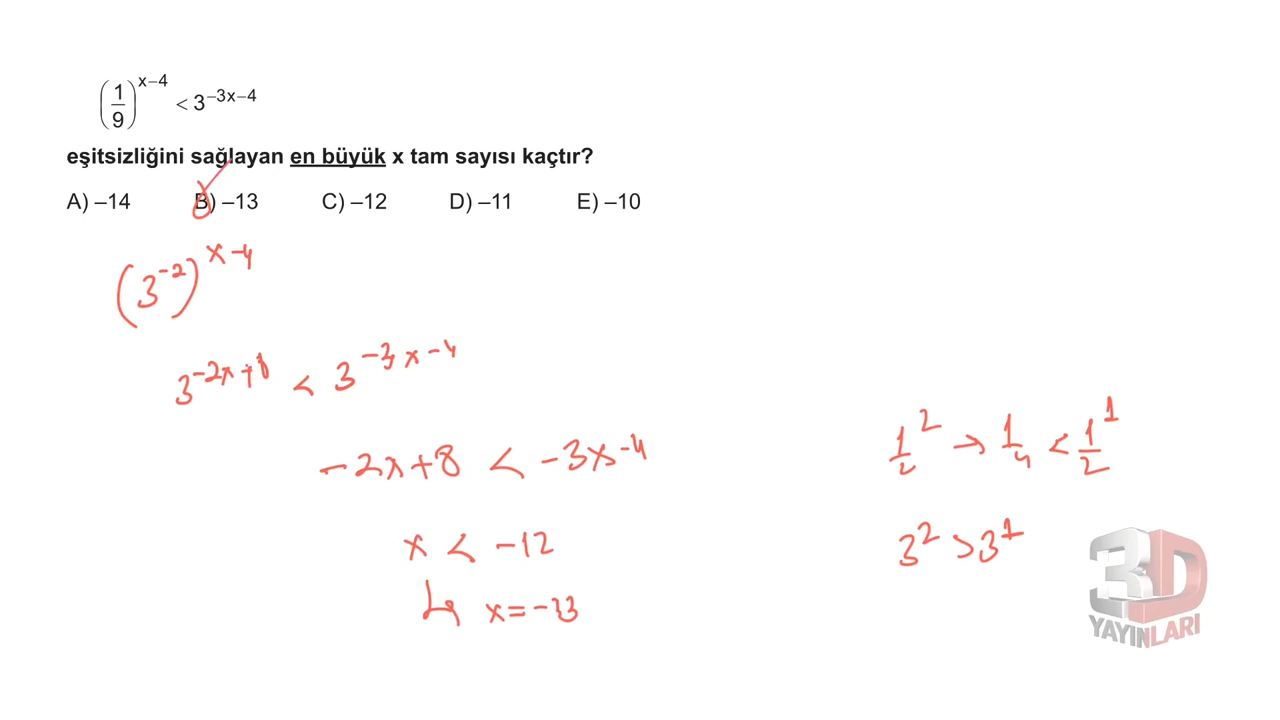 (1/9)^(x–4) < 3^(–3x–4)
eşitsizliğini sağlayan en büyük x tam sayısı kaçtır?
A) –14 B) –13 C) –12 D) –11 E) –10
(3^-2)^(x-4)
3^(-2x+8) < 3^(-3x-4)
-2x+8 < -3x-4
x < -12
↳ x = -13
1/2^2 → 1/4 < 1/2^1
3^2 > 3^1
3D
YAYINLARI